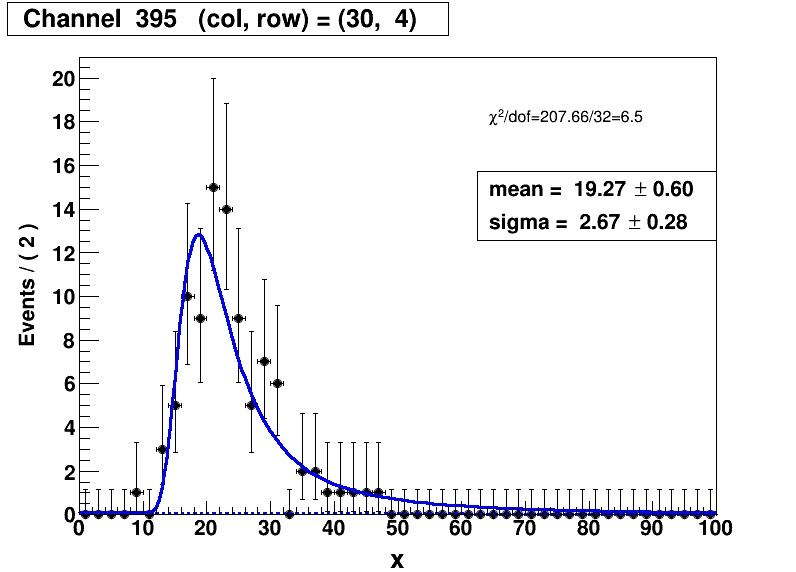 Channel 395 (col, row) = (30, 4)
χ²/dof=207.66/32=6.5
mean = 19.27 ± 0.60
sigma = 2.67 ± 0.28
Events / ( 2 )
20
18
16
14
12
10
8
6
4
2
0
0 10 20 30 40 50 60 70 80 90 100
x